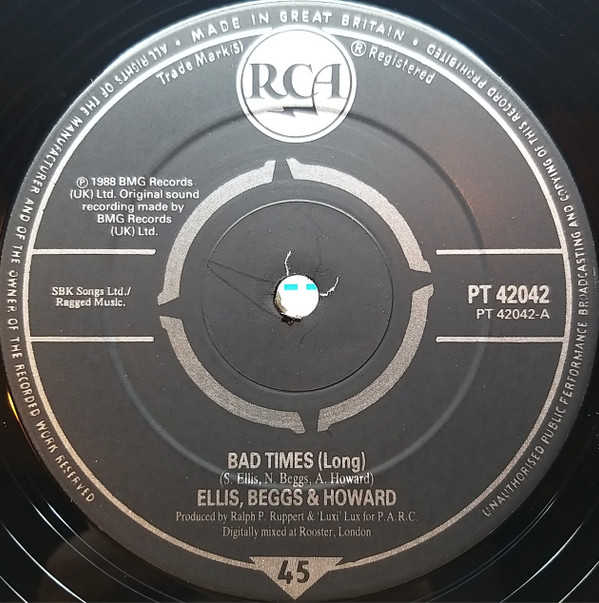 ALL RIGHTS OF THE MANUFACTURER AND OF THE OWNER OF THE RECORDED WORK RESERVED
• MADE IN GREAT BRITAIN •
UNAUTHORISED PUBLIC PERFORMANCE BROADCASTING AND COPYING OF THIS RECORD PROHIBITED
Trade Mark(s)
RCA
® Registered
℗ 1988 BMG Records
(UK) Ltd. Original sound
recording made by
BMG Records
(UK) Ltd.
SBK Songs Ltd./
Ragged Music.
PT 42042
PT 42042-A
BAD TIMES (Long)
(S. Ellis, N. Beggs, A. Howard)
ELLIS, BEGGS & HOWARD
Produced by Ralph P. Ruppert & 'Luxi' Lux for P.A.R.C.
Digitally mixed at Rooster, London
45